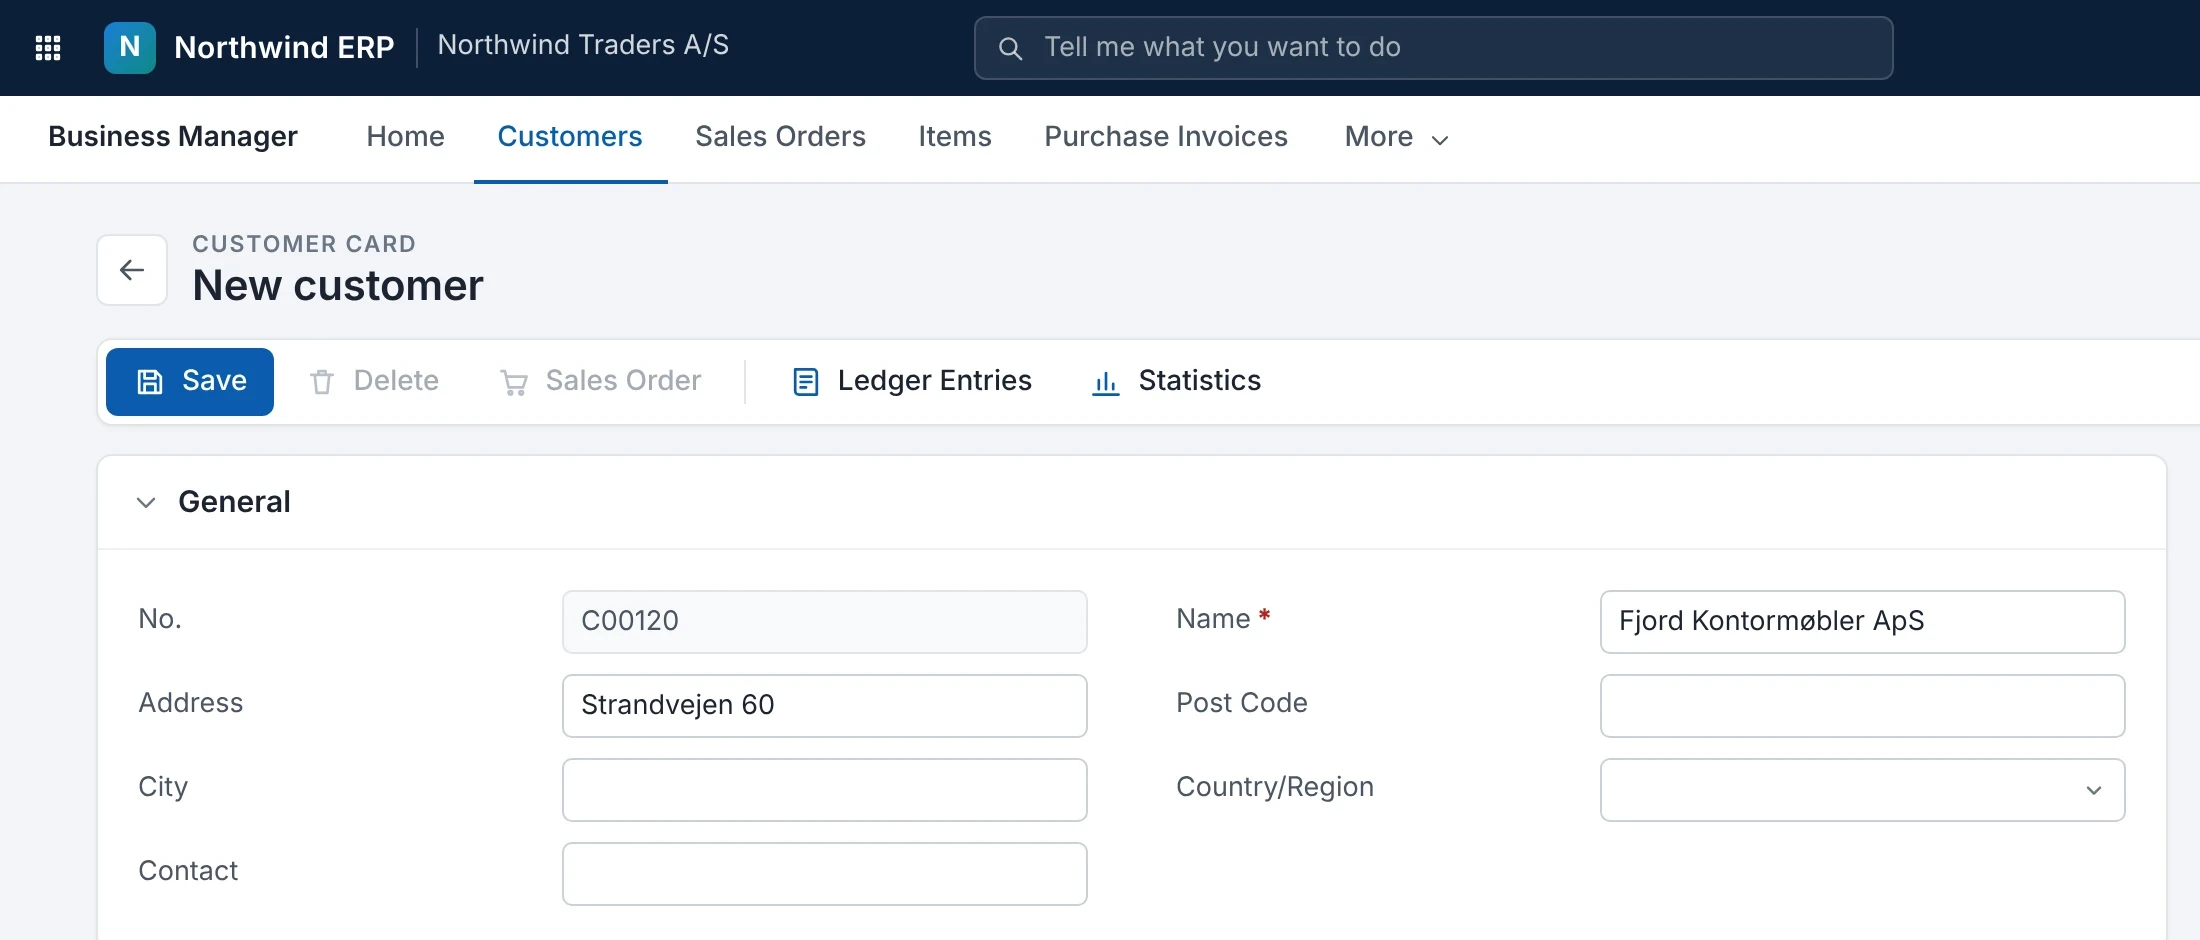 N Northwind ERP Northwind Traders A/S Tell me what you want to do
Business Manager Home Customers Sales Orders Items Purchase Invoices More
CUSTOMER CARD
New customer
Save Delete Sales Order Ledger Entries Statistics
General
No. C00120 Name * Fjord Kontormøbler ApS
Address Strandvejen 60 Post Code
City Country/Region
Contact